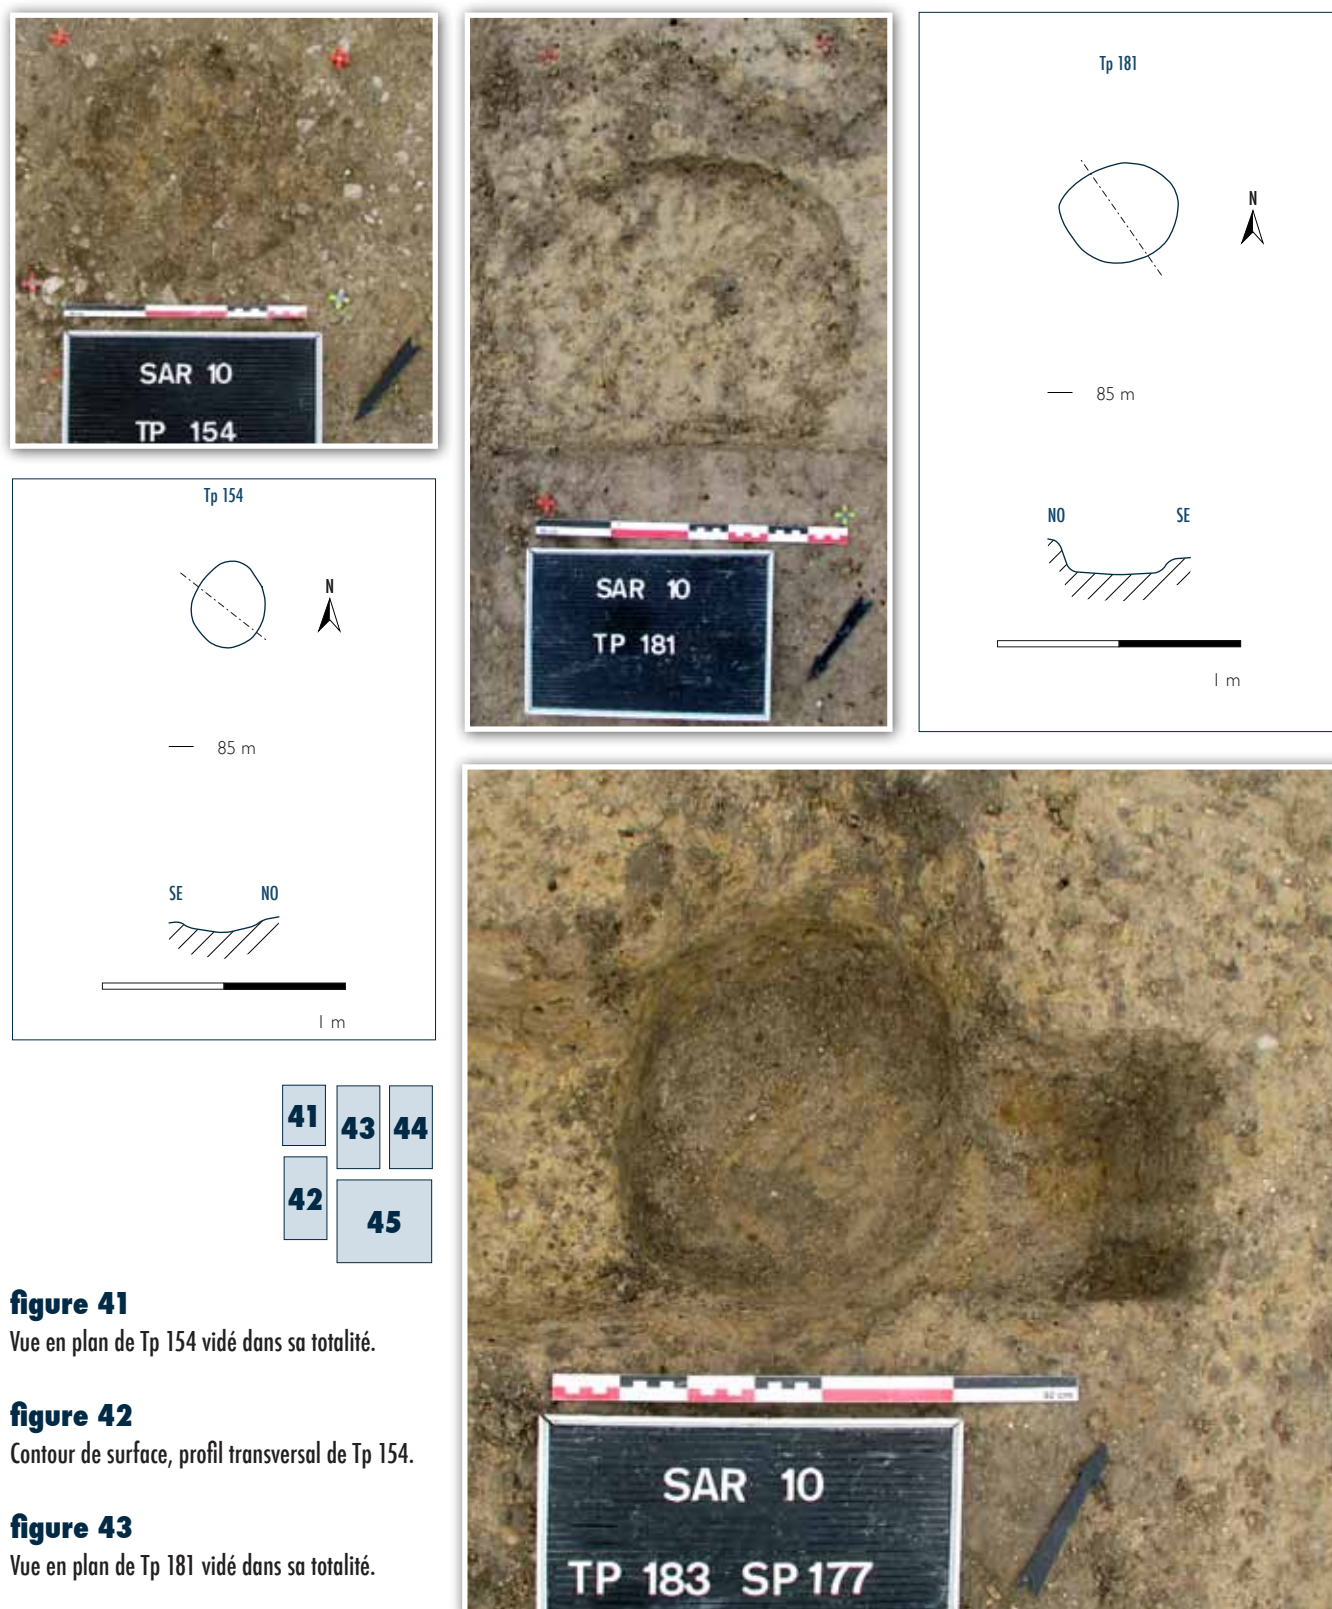 SAR 10
TP 154
SAR 10
TP 181
Tp 181
N
85 m
NO SE
1 m
Tp 154
N
85 m
SE NO
1 m
41 43 44
42 45
figure 41
Vue en plan de Tp 154 vidé dans sa totalité.
figure 42
Contour de surface, profil transversal de Tp 154.
figure 43
Vue en plan de Tp 181 vidé dans sa totalité.
SAR 10
TP 183 SP 177